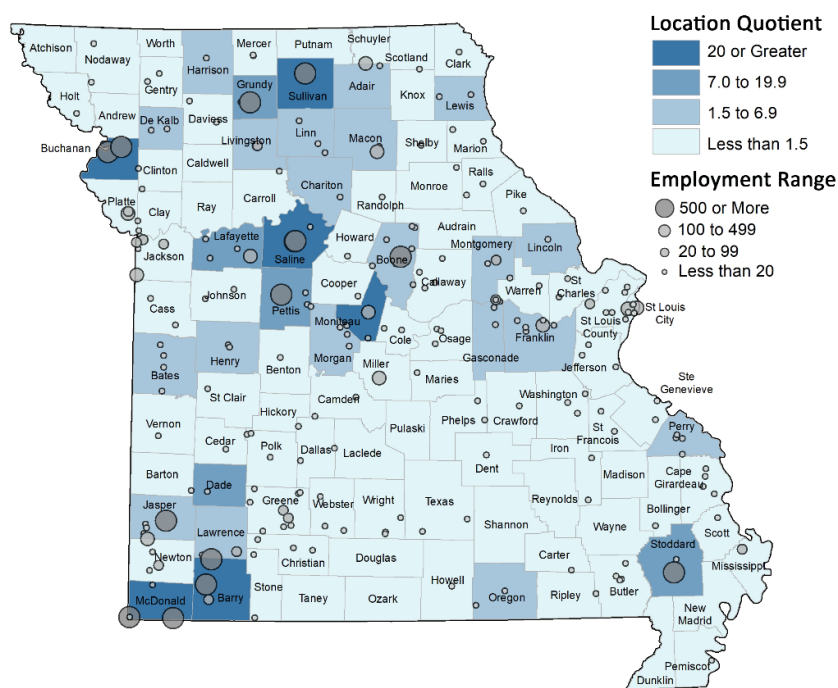 Location Quotient
20 or Greater
7.0 to 19.9
1.5 to 6.9
Less than 1.5
Employment Range
500 or More
100 to 499
20 to 99
Less than 20
Atchison
Nodaway
Worth
Mercer
Putnam
Schuyler
Scotland
Clark
Harrison
Gentry
Holt
Andrew
De Kalb
Daviess
Grundy
Sullivan
Adair
Knox
Lewis
Buchanan
Clinton
Caldwell
Livingston
Linn
Macon
Shelby
Marion
Ralls
Monroe
Pike
Platte
Clay
Ray
Carroll
Chariton
Randolph
Audrain
Jackson
Lafayette
Saline
Howard
Boone
Callaway
Montgomery
Lincoln
Warren
St
Charles
St Louis
City
St Louis
County
Cass
Johnson
Pettis
Cooper
Moniteau
Cole
Osage
Gasconade
Franklin
Jefferson
Ste
Genevieve
Bates
Henry
Benton
Morgan
Miller
Maries
Camden
St Clair
Hickory
Pulaski
Phelps
Crawford
Washington
St
Francois
Perry
Vernon
Cedar
Polk
Dallas
Laclede
Dent
Iron
Madison
Cape
Girardeau
Barton
Dade
Greene
Webster
Wright
Texas
Reynolds
Bollinger
Jasper
Lawrence
Shannon
Wayne
Scott
Stoddard
Mississippi
Newton
Christian
Douglas
Howell
Carter
Butler
McDonald
Barry
Stone
Taney
Ozark
Oregon
Ripley
New
Madrid
Pemiscot
Dunklin